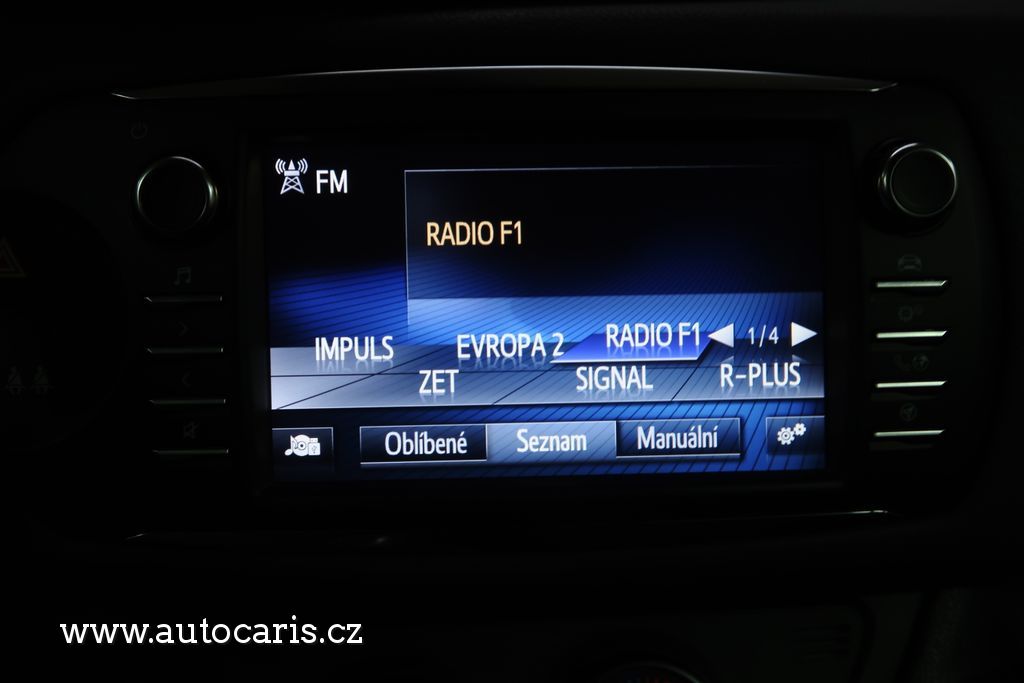 FM
RADIO F1
IMPULS EVROPA 2 RADIO F1 1/4
ZET SIGNAL R-PLUS
Oblíbené Seznam Manuální
www.autocaris.cz